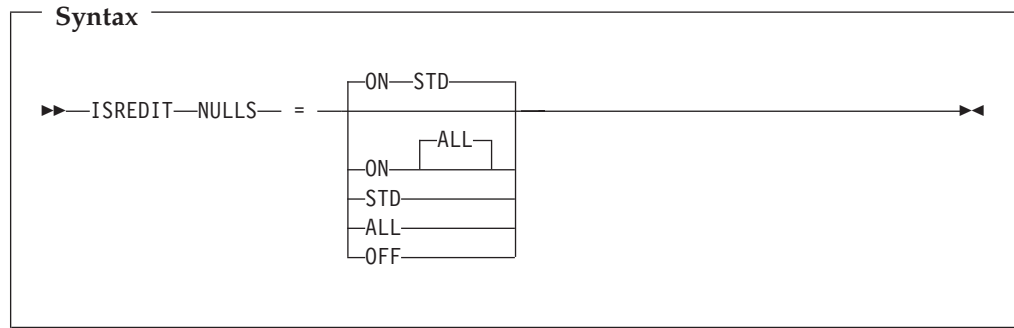 Syntax
ON STD
ISREDIT NULLS =
ALL
ON
STD
ALL
OFF